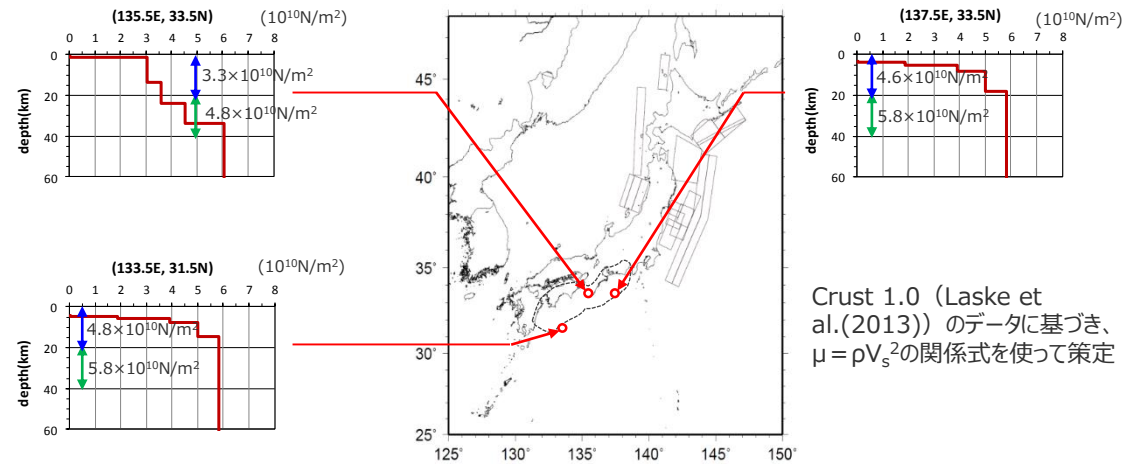 (135.5E, 33.5N)
(10¹⁰N/m²)
0 1 2 3 4 5 6 7 8
0
20
40
60
depth(km)
3.3×10¹⁰N/m²
4.8×10¹⁰N/m²
(133.5E, 31.5N)
(10¹⁰N/m²)
0 1 2 3 4 5 6 7 8
0
20
40
60
depth(km)
4.8×10¹⁰N/m²
5.8×10¹⁰N/m²
45°
40°
35°
30°
25°
125° 130° 135° 140° 145° 150°
(137.5E, 33.5N)
(10¹⁰N/m²)
0 1 2 3 4 5 6 7 8
0
20
40
60
depth(km)
4.6×10¹⁰N/m²
5.8×10¹⁰N/m²
Crust 1.0（Laske et
al.(2013)）のデータに基づき、
μ＝ρVₛ²の関係式を使って策定